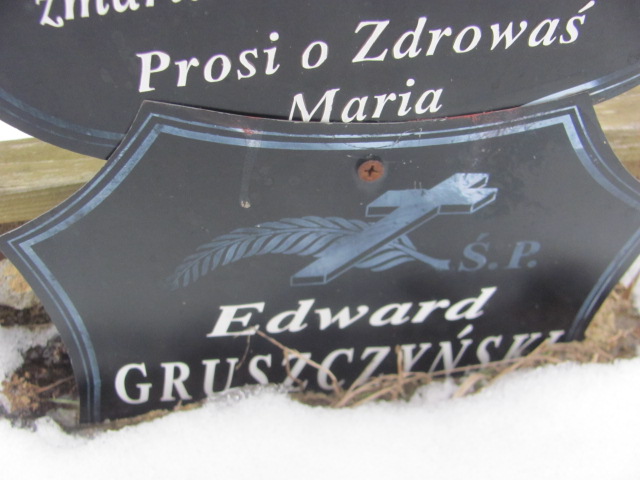 Prosi o Zdrowaś
Maria
Ś.P.
Edward
GRUSZCZYŃSKI